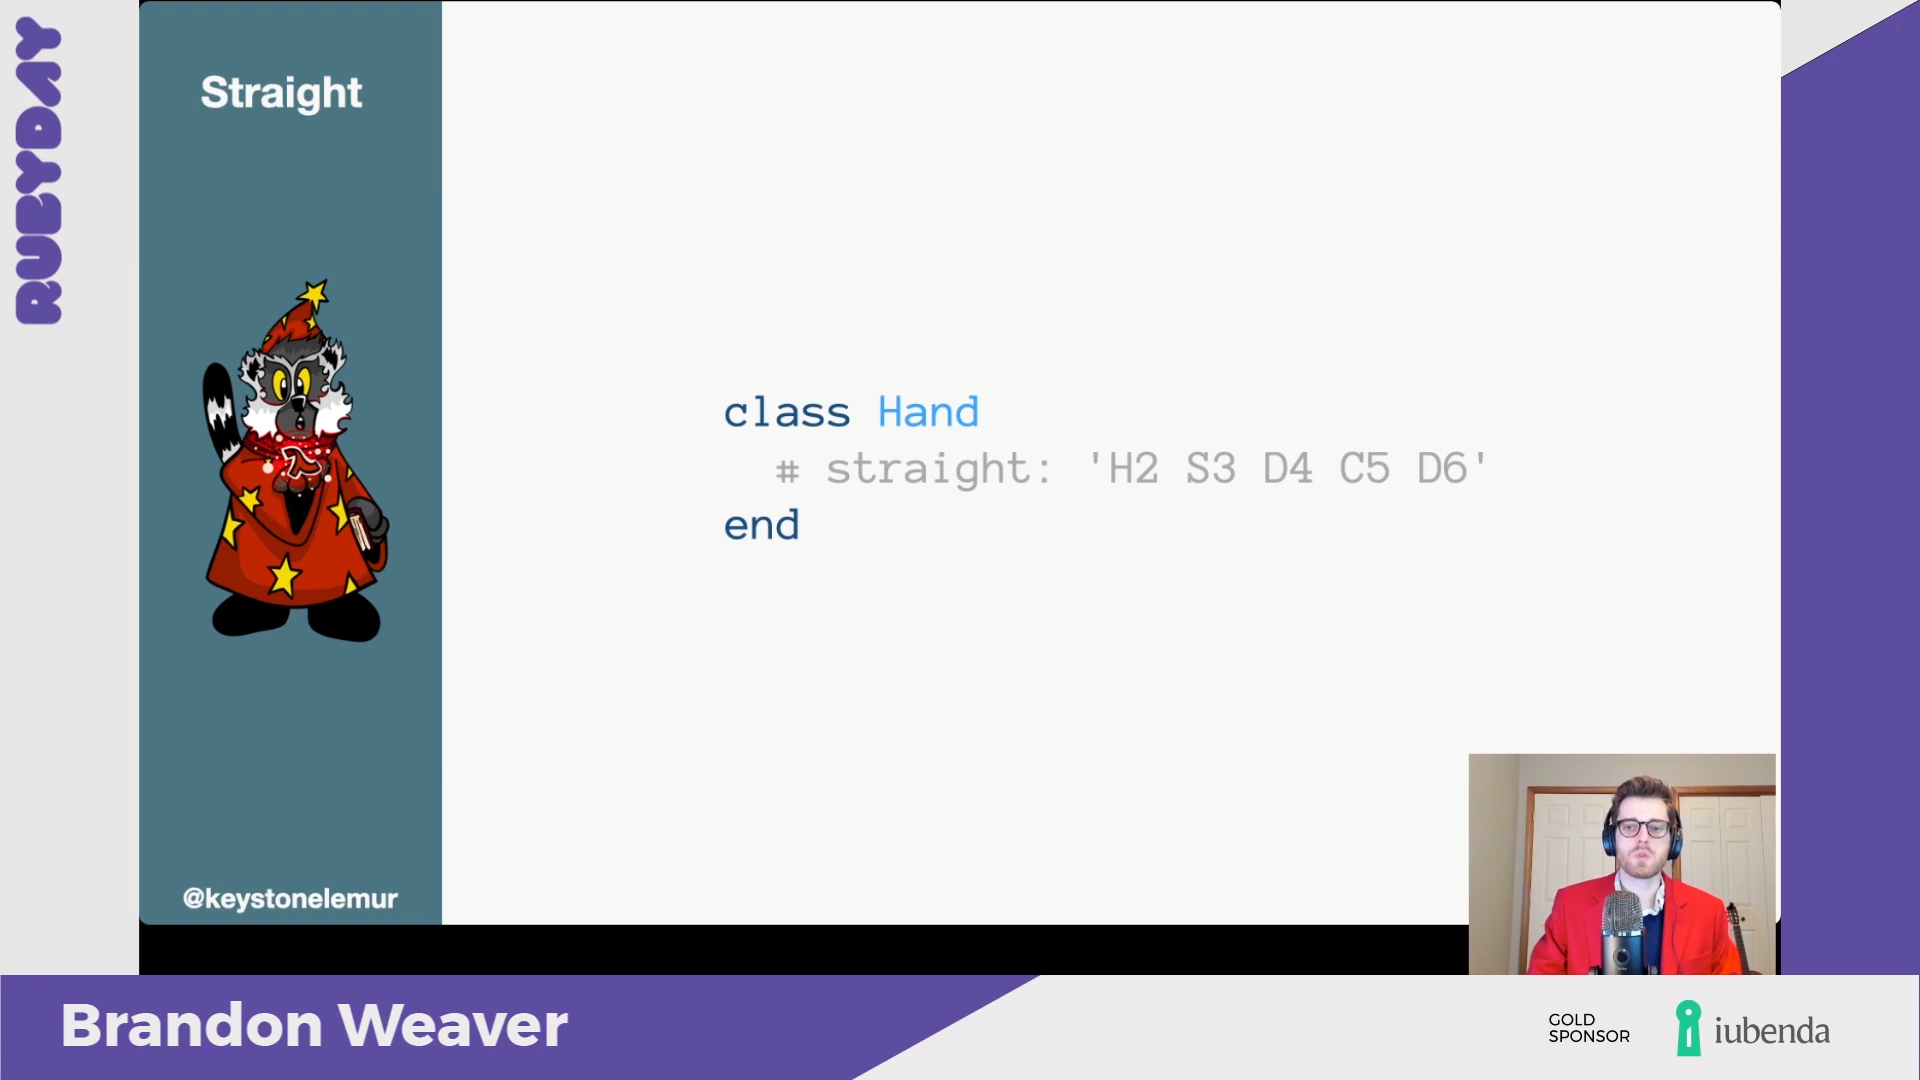 RUBYDAY
Straight
class Hand
# straight: 'H2 S3 D4 C5 D6'
end
@keystonelemur
Brandon Weaver
GOLD
SPONSOR
iubenda